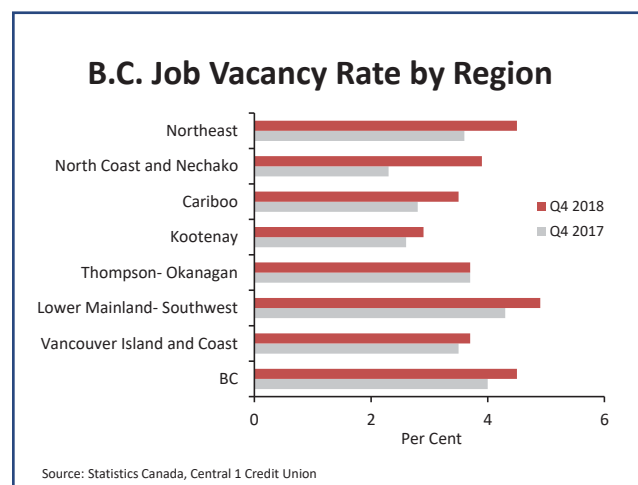 B.C. Job Vacancy Rate by Region
Northeast
North Coast and Nechako
Cariboo
Kootenay
Thompson- Okanagan
Lower Mainland- Southwest
Vancouver Island and Coast
BC
Q4 2018
Q4 2017
0 2 4 6
Per Cent
Source: Statistics Canada, Central 1 Credit Union